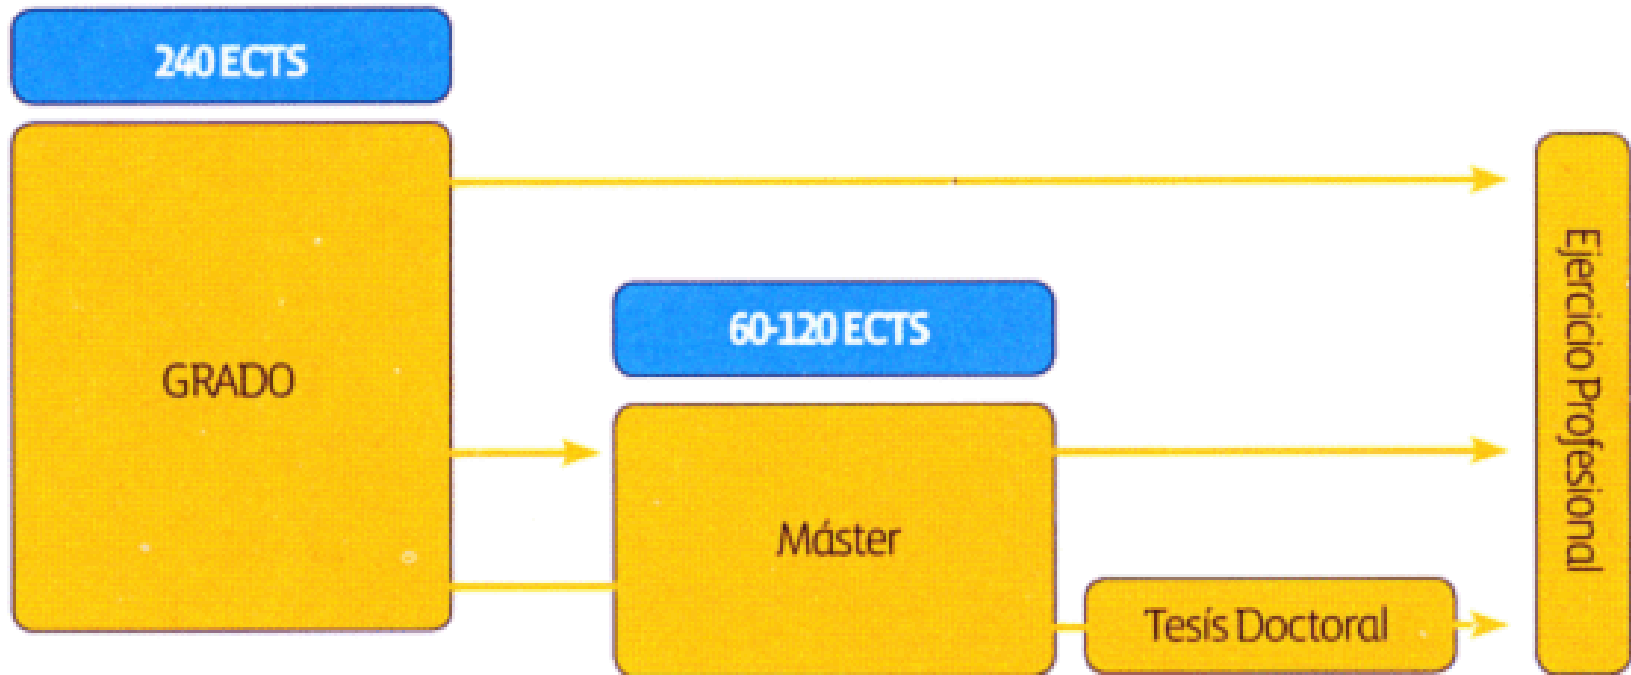 240 ECTS
GRADO
60-120 ECTS
Máster
Tesís Doctoral
Ejercicio Profesional